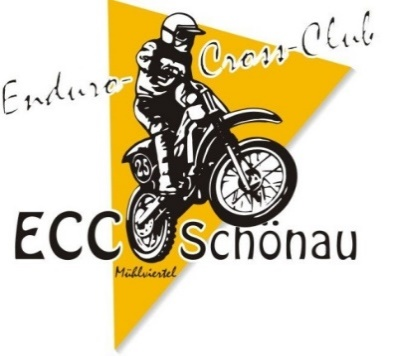 Enduro-Cross-Club
25
ECC Schönau
Mühlviertel